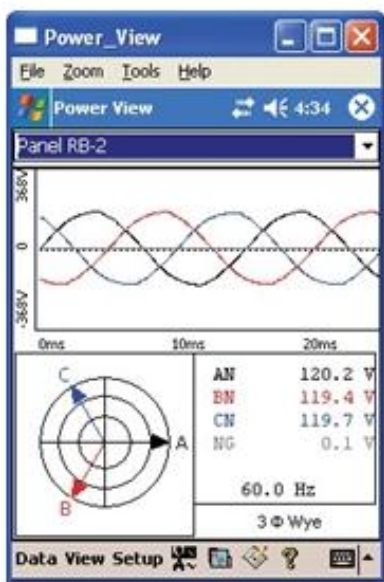 Power_View
File Zoom Tools Help
Power View 4:34
Panel RB-2
368V
0
-368V
0ms 10ms 20ms
C
A
B
AN 120.2 V
BN 119.4 V
CN 119.7 V
NG 0.1 V
60.0 Hz
3 Φ Wye
Data View Setup